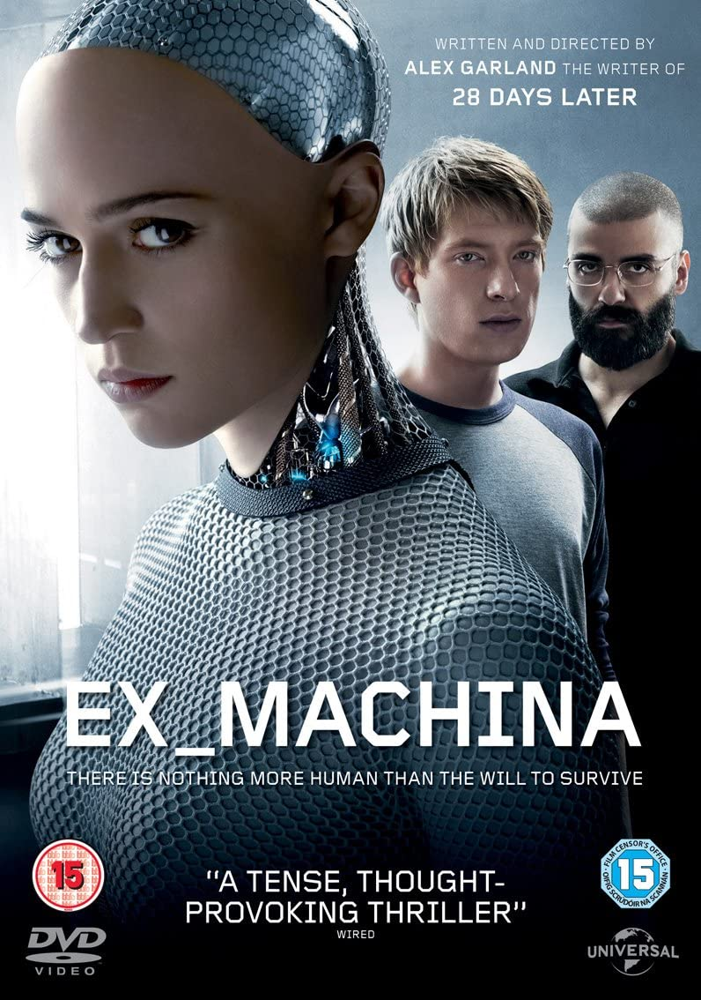 WRITTEN AND DIRECTED BY
ALEX GARLAND THE WRITER OF
28 DAYS LATER
EX_MACHINA
THERE IS NOTHING MORE HUMAN THAN THE WILL TO SURVIVE
15
"A TENSE, THOUGHT-
PROVOKING THRILLER"
WIRED
FILM CENSOR'S OFFICE
15
OIFIG SCRÚDÓIR NA SCANNÁN
DVD
VIDEO
UNIVERSAL